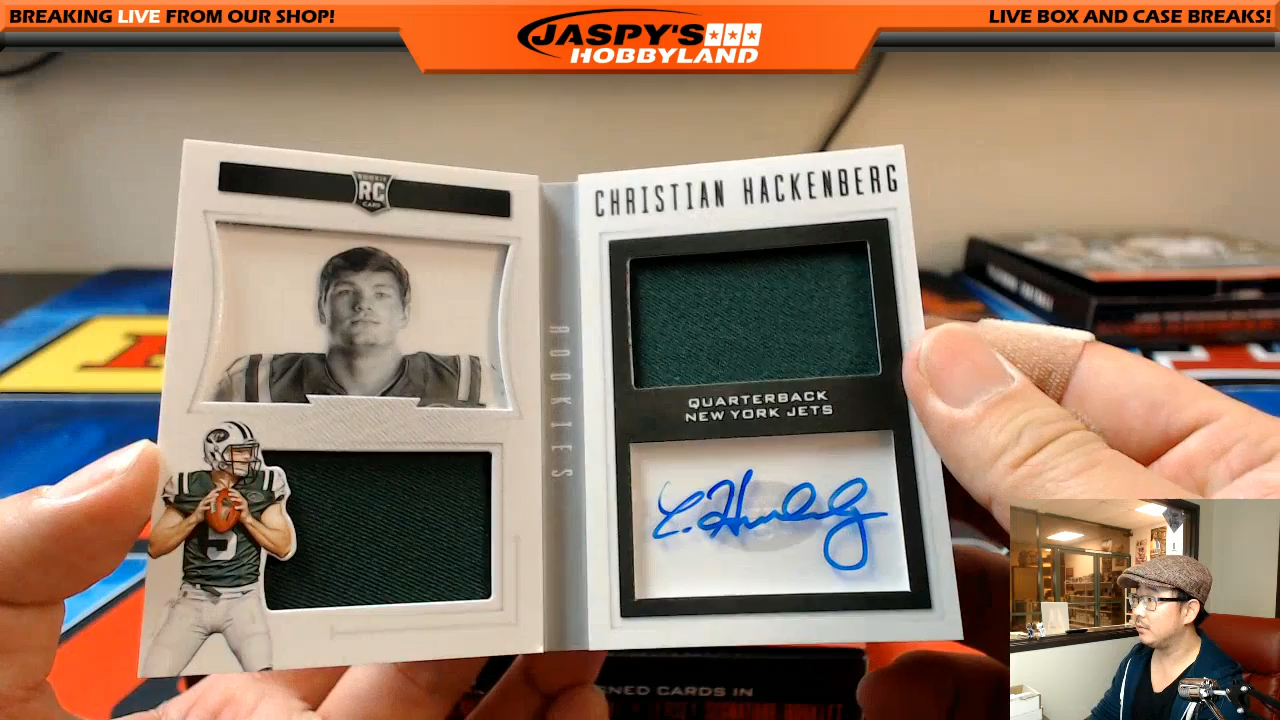 BREAKING LIVE FROM OUR SHOP!
JASPY'S
HOBBYLAND
LIVE BOX AND CASE BREAKS!
ROOKIE
RC
CARD
CHRISTIAN HACKENBERG
ROOKIES
QUARTERBACK
NEW YORK JETS
5
C. Hackenberg
NED CARDS IN